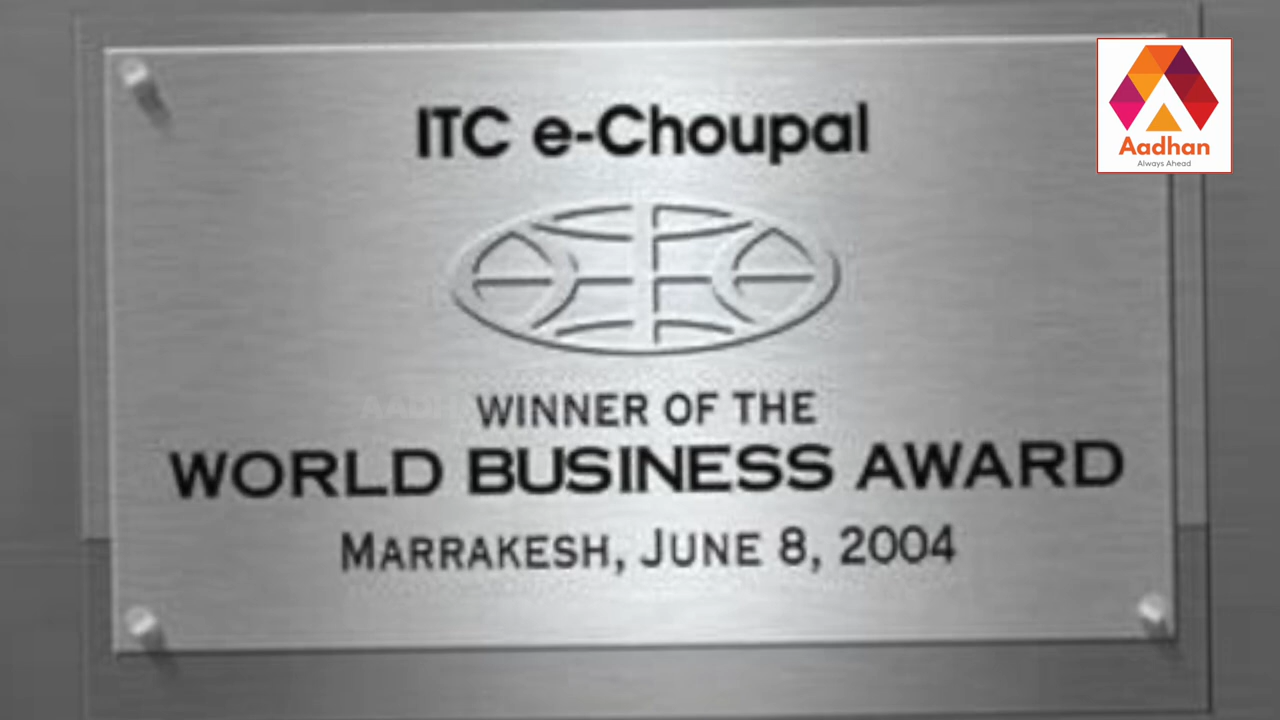 ITC e-Choupal
WINNER OF THE
WORLD BUSINESS AWARD
MARRAKESH, JUNE 8, 2004
Aadhan
Always Ahead